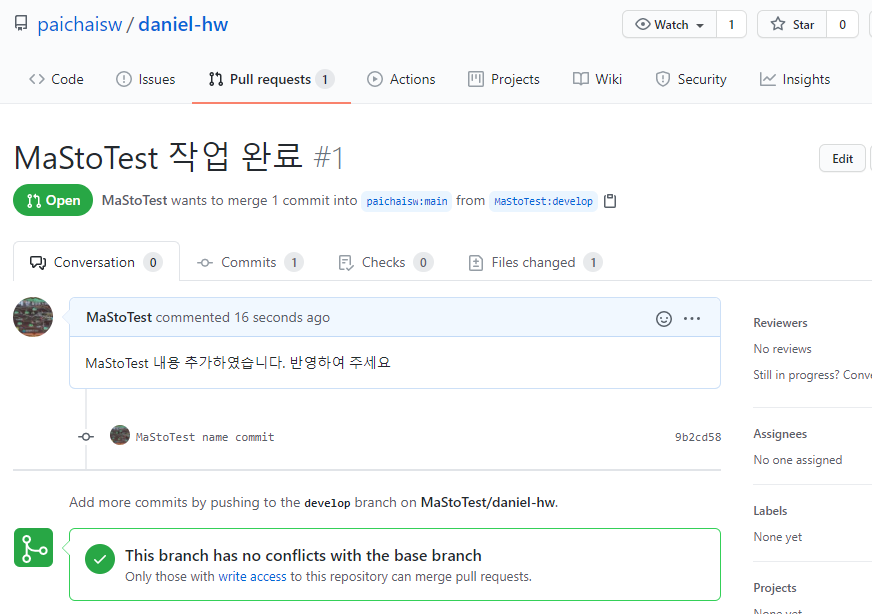 paichaisw / daniel-hw
Watch 1 Star 0
Code Issues Pull requests 1 Actions Projects Wiki Security Insights
MaStoTest 작업 완료 #1
Edit
Open MaStoTest wants to merge 1 commit into paichaisw:main from MaStoTest:develop
Conversation 0 Commits 1 Checks 0 Files changed 1
MaStoTest commented 16 seconds ago
MaStoTest 내용 추가하였습니다. 반영하여 주세요
MaStoTest name commit 9b2cd58
Add more commits by pushing to the develop branch on MaStoTest/daniel-hw.
This branch has no conflicts with the base branch
Only those with write access to this repository can merge pull requests.
Reviewers
No reviews
Still in progress? Conve
Assignees
No one assigned
Labels
None yet
Projects
None yet